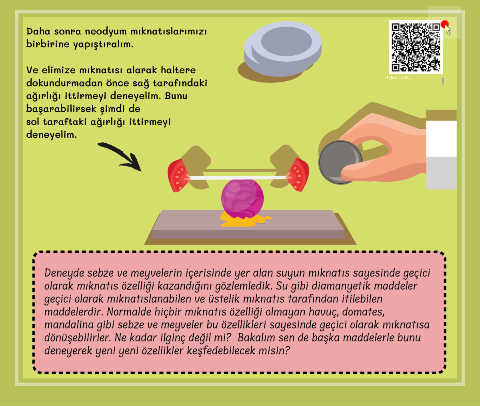 Daha sonra neodyum mıknatıslarımızı
birbirine yapıştıralım.
Ve elimize mıknatısı alarak haltere
dokundurmadan önce sağ tarafındaki
ağırlığı ittirmeyi deneyelim. Bunu
başarabilirsek şimdi de
sol taraftaki ağırlığı ittirmeyi
deneyelim.
Deneyde sebze ve meyvelerin içerisinde yer alan suyun mıknatıs sayesinde geçici
olarak mıknatıs özelliği kazandığını gözlemledik. Su gibi diamanyetik maddeler
geçici olarak mıknatıslanabilen ve üstelik mıknatıs tarafından itilebilen
maddelerdir. Normalde hiçbir mıknatıs özelliği olmayan havuç, domates,
mandalina gibi sebze ve meyveler bu özellikleri sayesinde geçici olarak mıknatısa
dönüşebilirler. Ne kadar ilginç değil mi? Bakalım sen de başka maddelerle bunu
deneyerek yeni yeni özellikler keşfedebilecek misin?